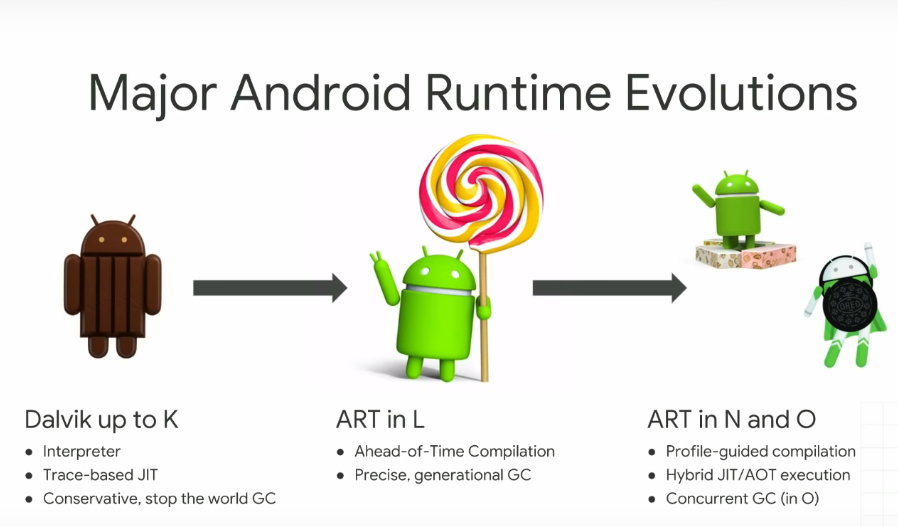 Major Android Runtime Evolutions
OREO
Dalvik up to K
• Interpreter
• Trace-based JIT
• Conservative, stop the world GC
ART in L
• Ahead-of-Time Compilation
• Precise, generational GC
ART in N and O
• Profile-guided compilation
• Hybrid JIT/AOT execution
• Concurrent GC (in O)